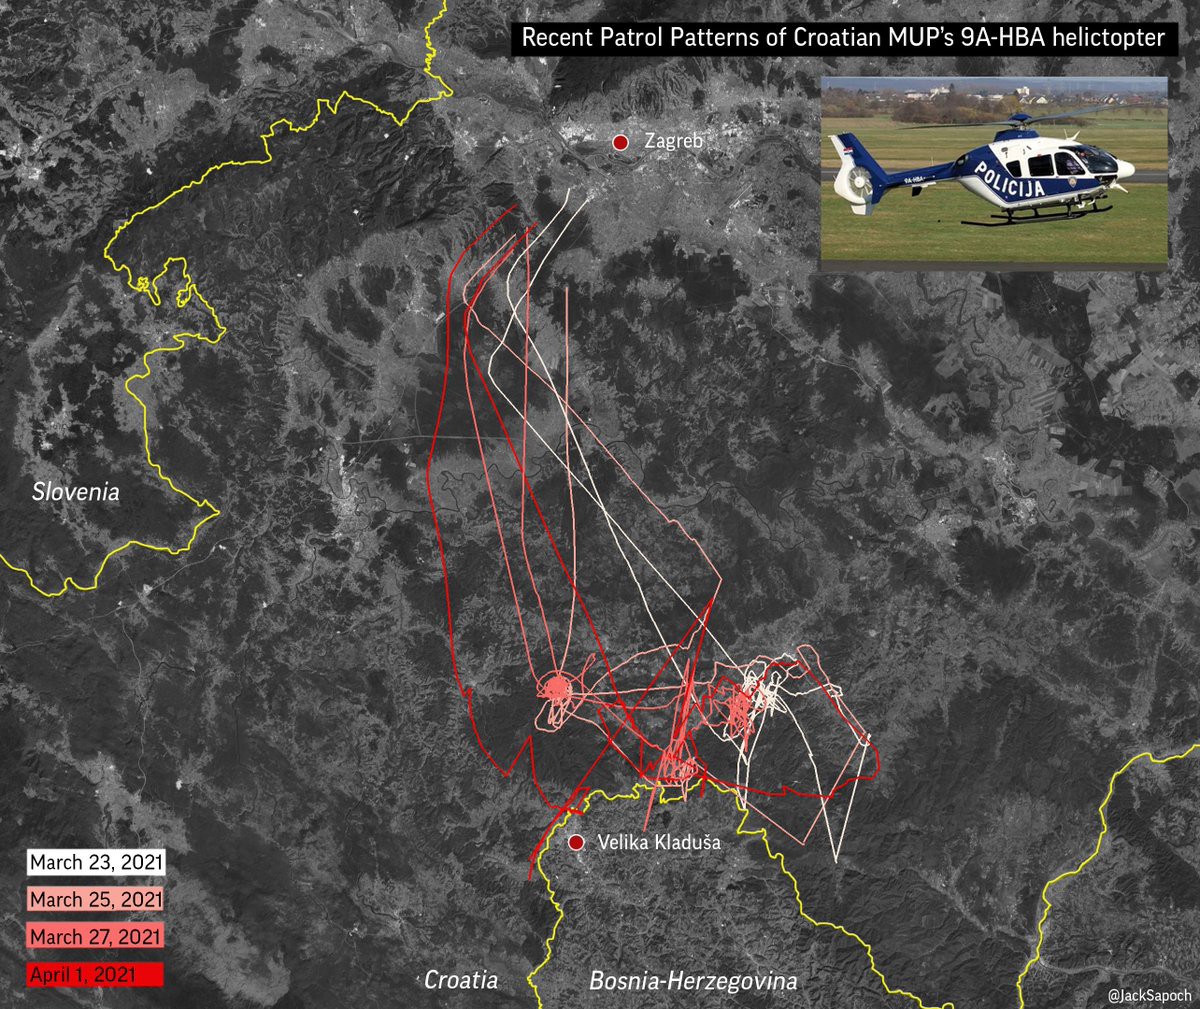 Recent Patrol Patterns of Croatian MUP's 9A-HBA helictopter
POLICIJA
9A-HBA
Zagreb
Slovenia
Velika Kladuša
March 23, 2021
March 25, 2021
March 27, 2021
April 1, 2021
Croatia
Bosnia-Herzegovina
@JackSapoch